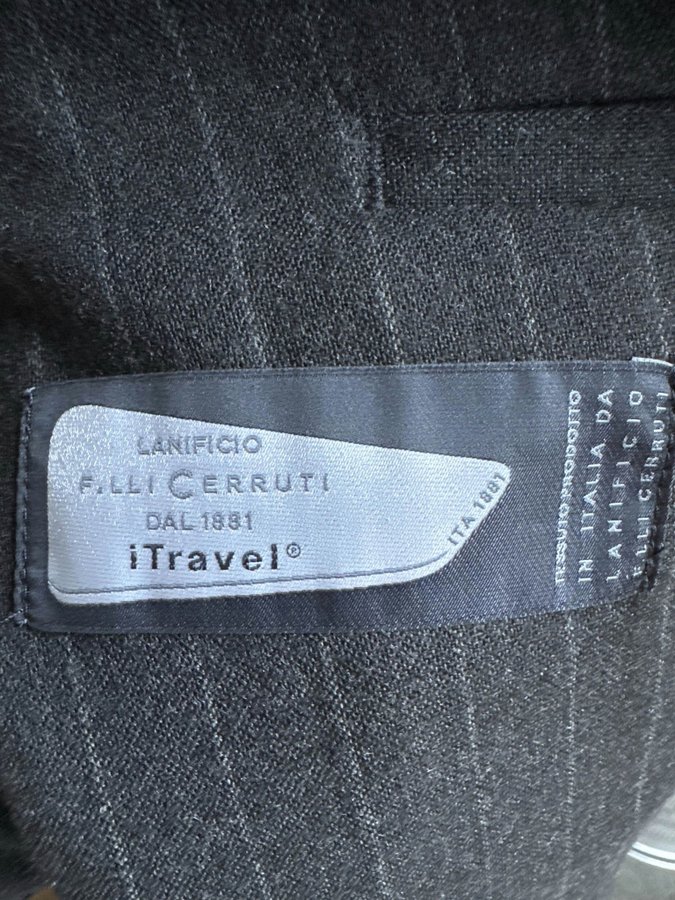 LANIFICIO
F.LLI CERRUTI
DAL 1881
iTravel®
ITA 1881
TESSUTO PRODOTTO
IN ITALIA DA
LANIFICIO
F.LLI CERRUTI